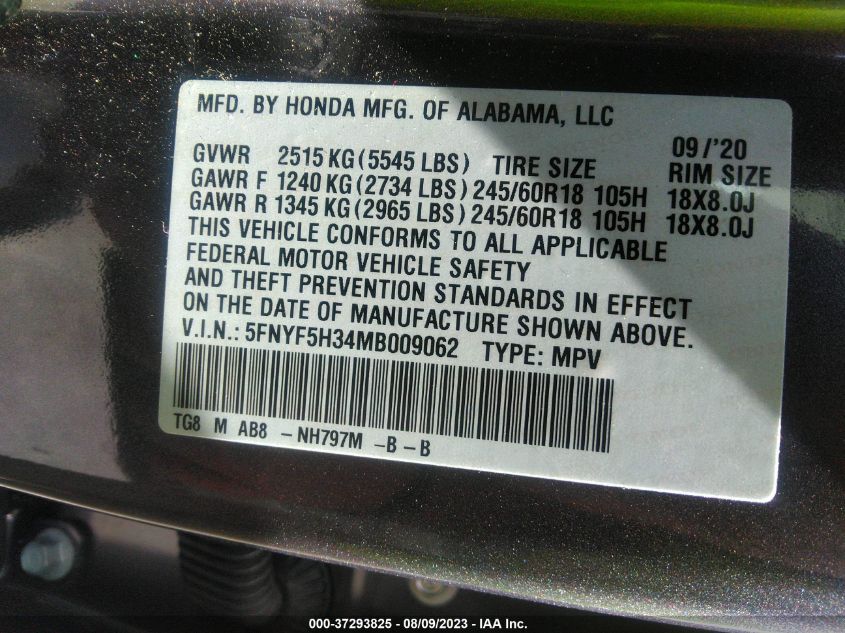 MFD. BY HONDA MFG. OF ALABAMA, LLC
09/'20
GVWR 2515 KG (5545 LBS) TIRE SIZE RIM SIZE
GAWR F 1240 KG (2734 LBS) 245/60R18 105H 18X8.0J
GAWR R 1345 KG (2965 LBS) 245/60R18 105H 18X8.0J
THIS VEHICLE CONFORMS TO ALL APPLICABLE
FEDERAL MOTOR VEHICLE SAFETY
AND THEFT PREVENTION STANDARDS IN EFFECT
ON THE DATE OF MANUFACTURE SHOWN ABOVE.
V.I.N.: 5FNYF5H34MB009062 TYPE: MPV
TG8 M AB8 - NH797M - B - B
000-37293825 - 08/09/2023 - IAA Inc.